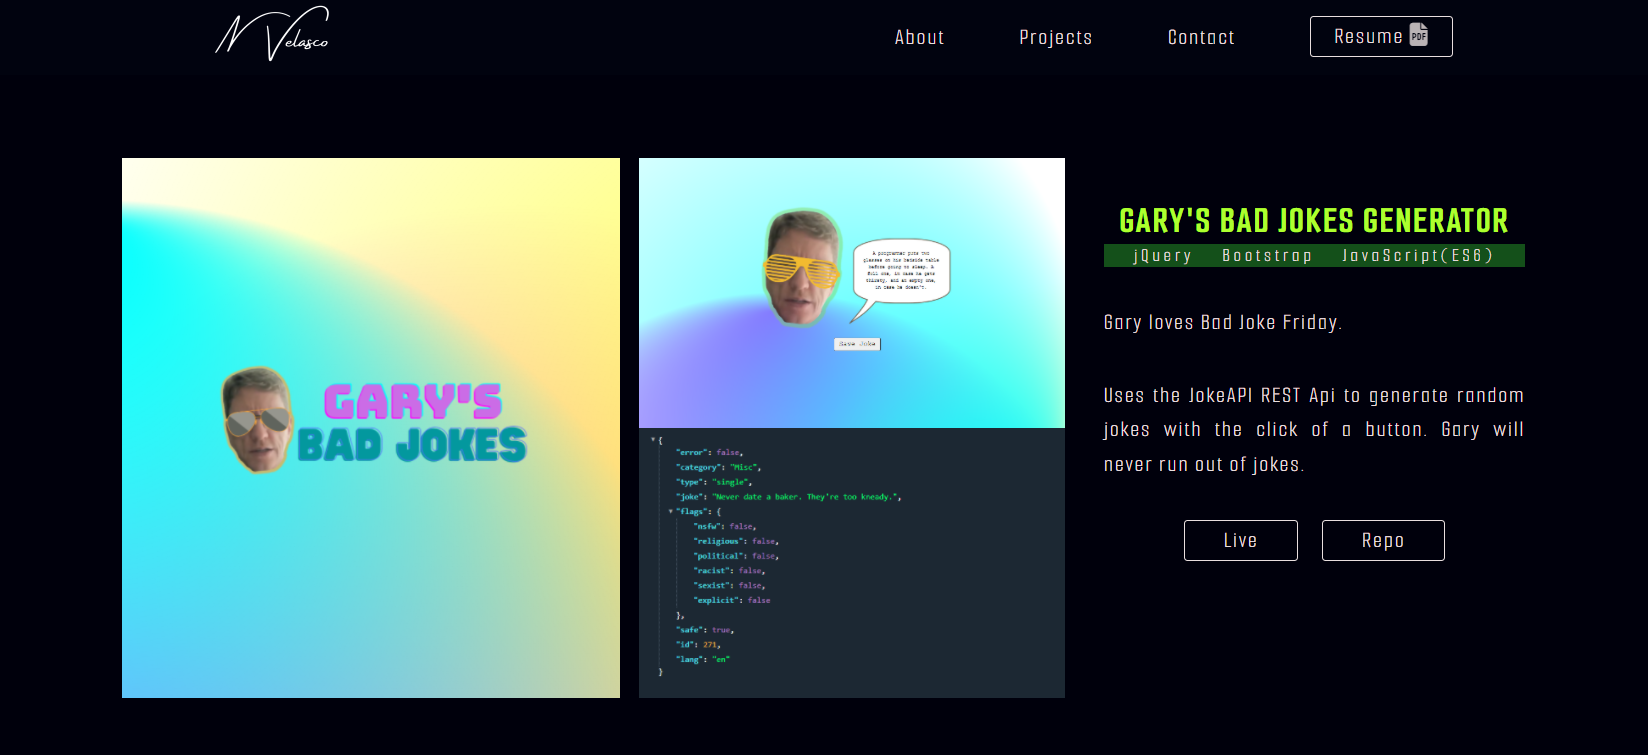 N Velasco
About
Projects
Contact
Resume
PDF
GARY'S
BAD JOKES
A programmer puts two
glasses on his bedside table
before going to sleep. A
full one, in case he gets
thirsty, and an empty one,
in case he doesn't.
Save Joke
{
"error": false,
"category": "Misc",
"type": "single",
"joke": "Never date a baker. They're too kneady.",
"flags": {
"nsfw": false,
"religious": false,
"political": false,
"racist": false,
"sexist": false,
"explicit": false
},
"safe": true,
"id": 271,
"lang": "en"
}
GARY'S BAD JOKES GENERATOR
jQuery Bootstrap JavaScript(ES6)
Gary loves Bad Joke Friday.
Uses the JokeAPI REST Api to generate random
jokes with the click of a button. Gary will
never run out of jokes.
Live
Repo